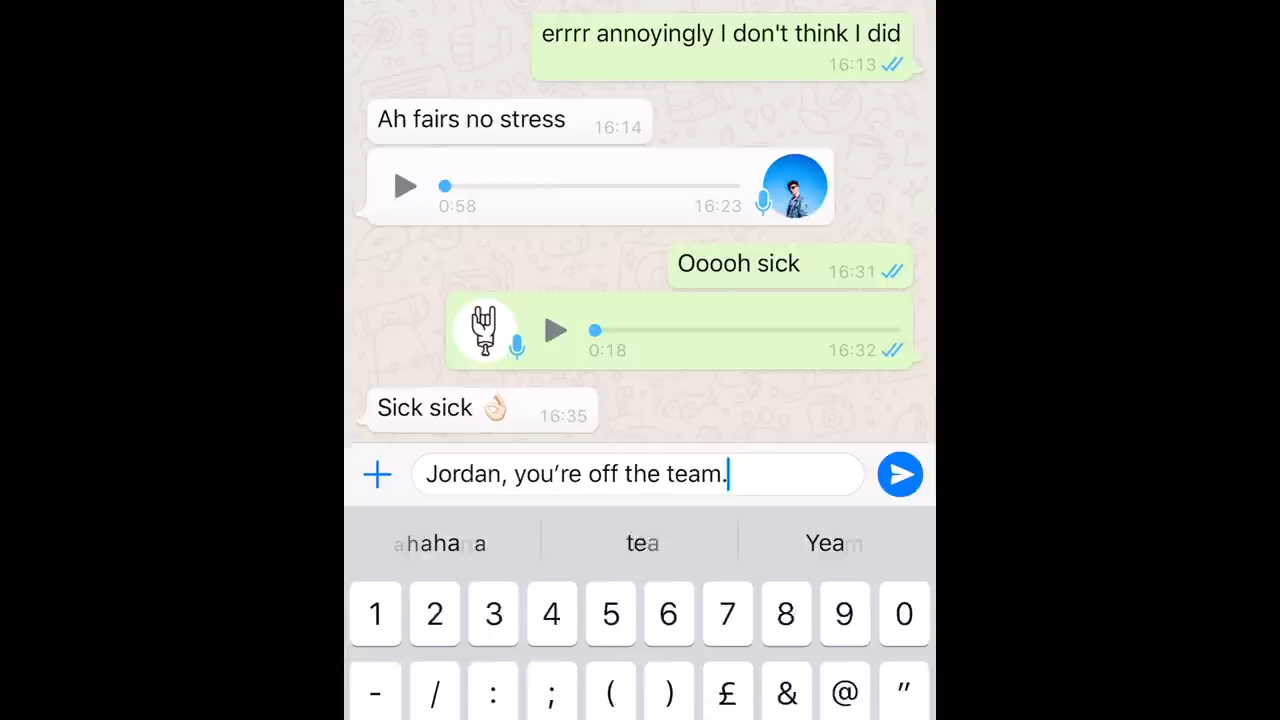 errrr annoyingly I don't think I did
16:13
Ah fairs no stress 16:14
0:58 16:23
Ooooh sick 16:31
0:18 16:32
Sick sick 👌🏻 16:35
Jordan, you’re off the team.
tea
1 2 3 4 5 6 7 8 9 0
- / : ; ( ) £ & @ "